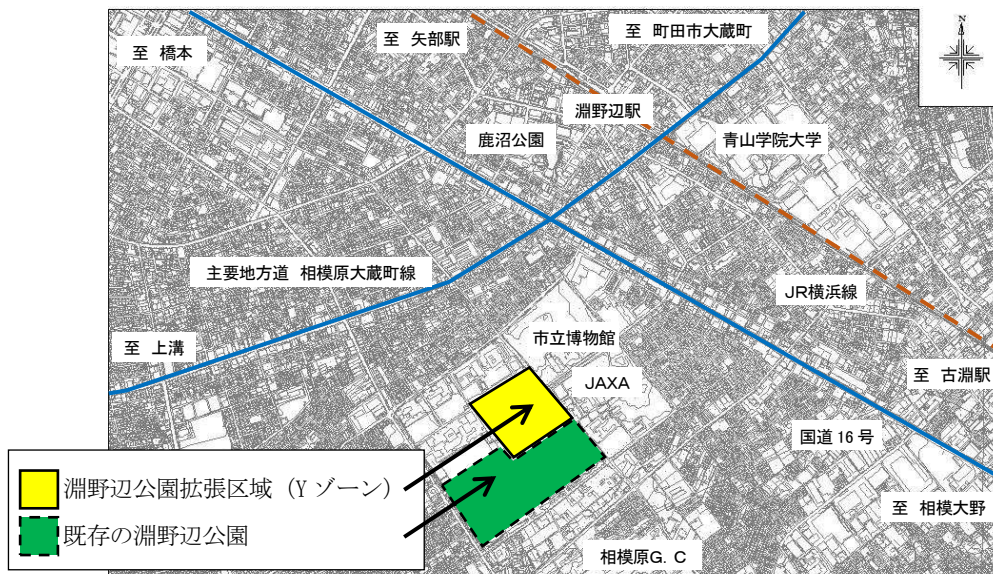 至 橋本
至 矢部駅
至 町田市大蔵町
N
淵野辺駅
鹿沼公園
青山学院大学
主要地方道 相模原大蔵町線
JR横浜線
市立博物館
至 上溝
至 古淵駅
JAXA
国道16号
淵野辺公園拡張区域（Yゾーン）
既存の淵野辺公園
至 相模大野
相模原G.C